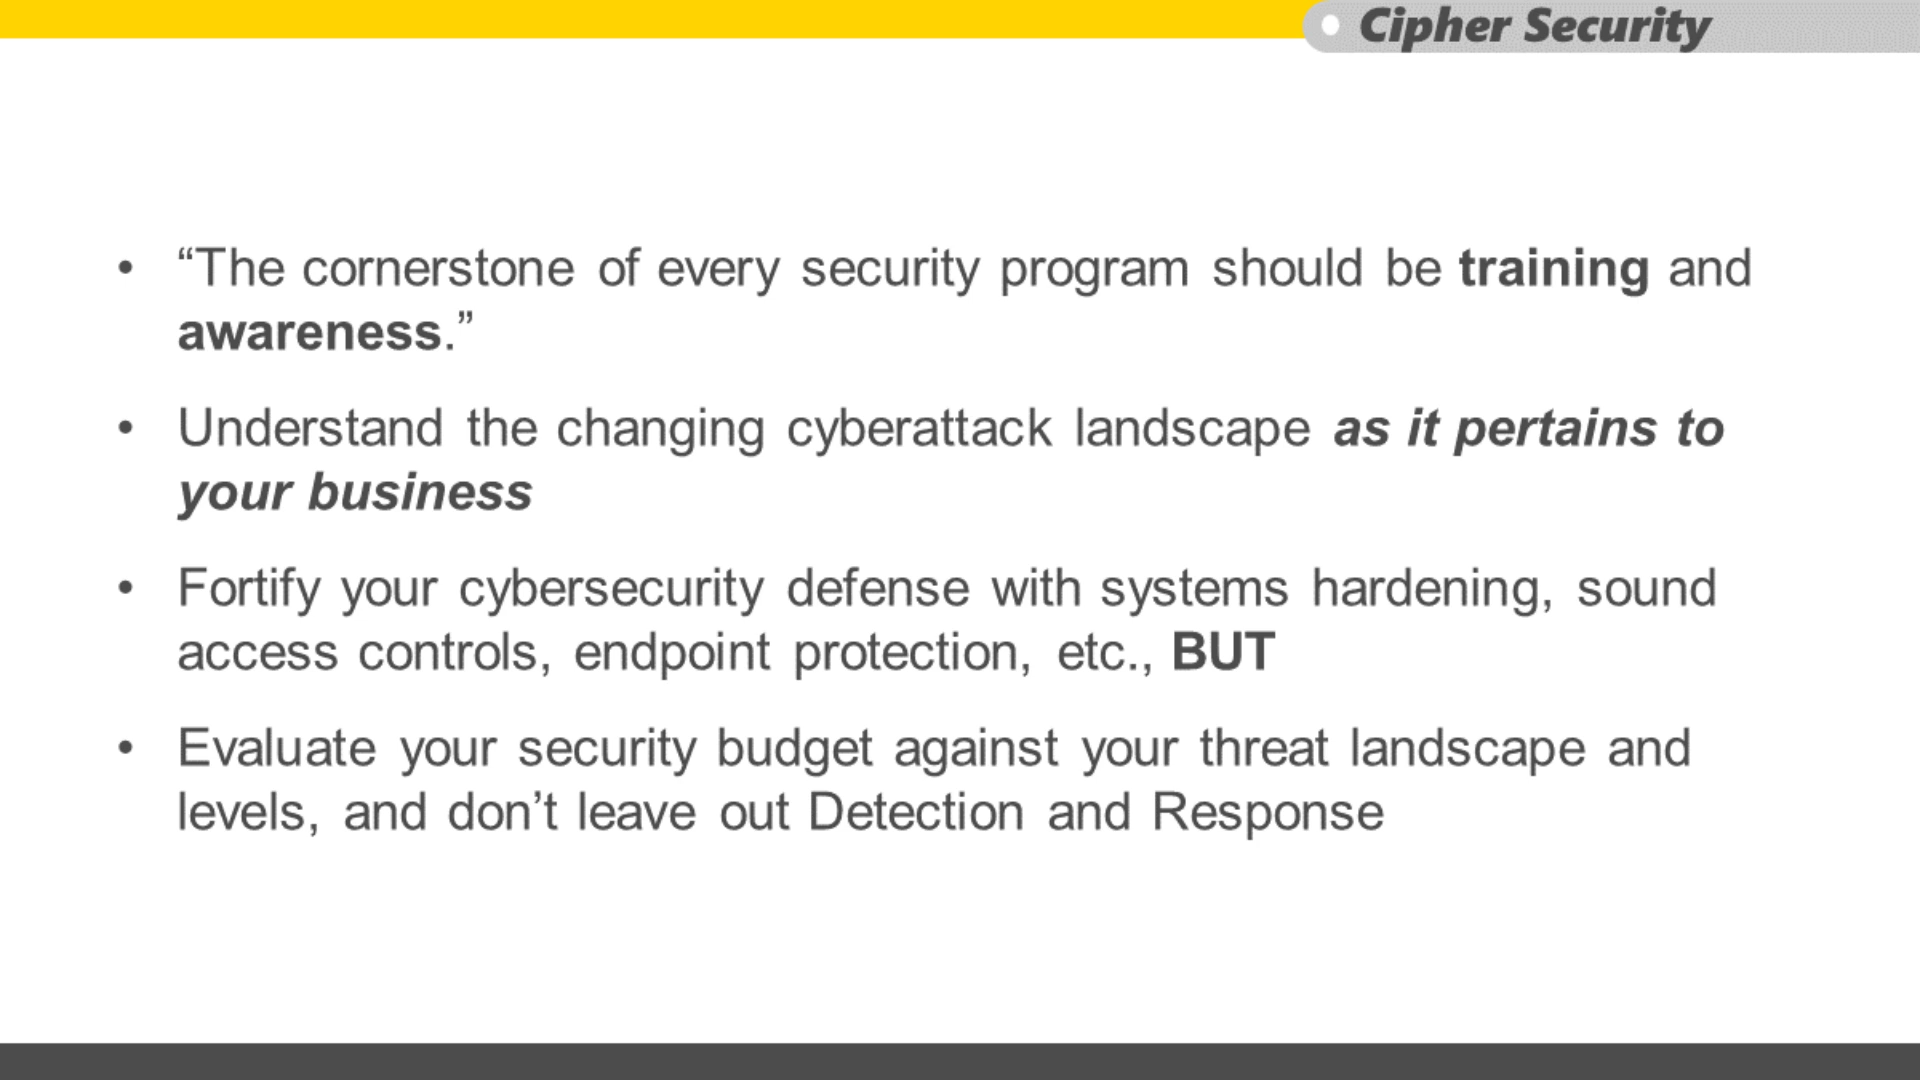 Cipher Security
• “The cornerstone of every security program should be training and
awareness.”
• Understand the changing cyberattack landscape as it pertains to
your business
• Fortify your cybersecurity defense with systems hardening, sound
access controls, endpoint protection, etc., BUT
• Evaluate your security budget against your threat landscape and
levels, and don’t leave out Detection and Response